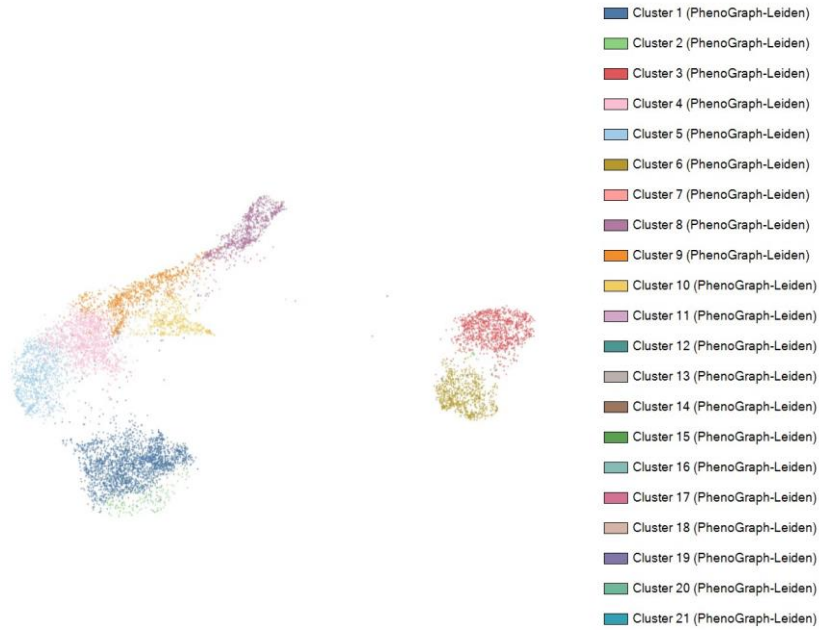 Cluster 1 (PhenoGraph-Leiden)
Cluster 2 (PhenoGraph-Leiden)
Cluster 3 (PhenoGraph-Leiden)
Cluster 4 (PhenoGraph-Leiden)
Cluster 5 (PhenoGraph-Leiden)
Cluster 6 (PhenoGraph-Leiden)
Cluster 7 (PhenoGraph-Leiden)
Cluster 8 (PhenoGraph-Leiden)
Cluster 9 (PhenoGraph-Leiden)
Cluster 10 (PhenoGraph-Leiden)
Cluster 11 (PhenoGraph-Leiden)
Cluster 12 (PhenoGraph-Leiden)
Cluster 13 (PhenoGraph-Leiden)
Cluster 14 (PhenoGraph-Leiden)
Cluster 15 (PhenoGraph-Leiden)
Cluster 16 (PhenoGraph-Leiden)
Cluster 17 (PhenoGraph-Leiden)
Cluster 18 (PhenoGraph-Leiden)
Cluster 19 (PhenoGraph-Leiden)
Cluster 20 (PhenoGraph-Leiden)
Cluster 21 (PhenoGraph-Leiden)